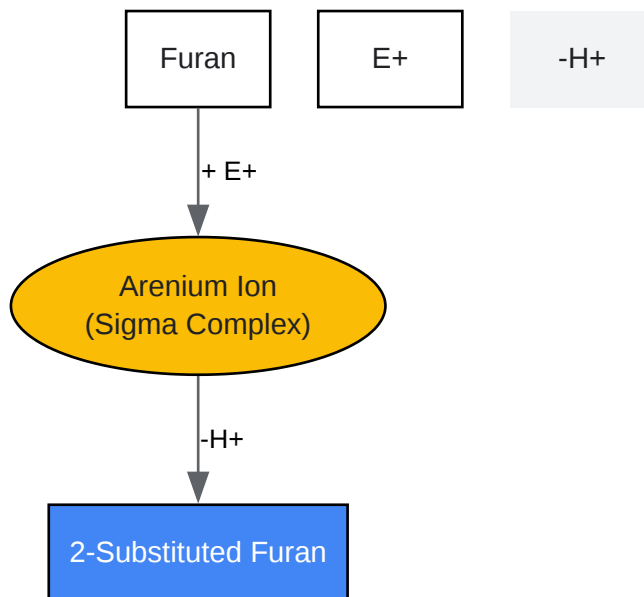 Furan
E+
-H+
+ E+
Arenium Ion
(Sigma Complex)
-H+
2-Substituted Furan